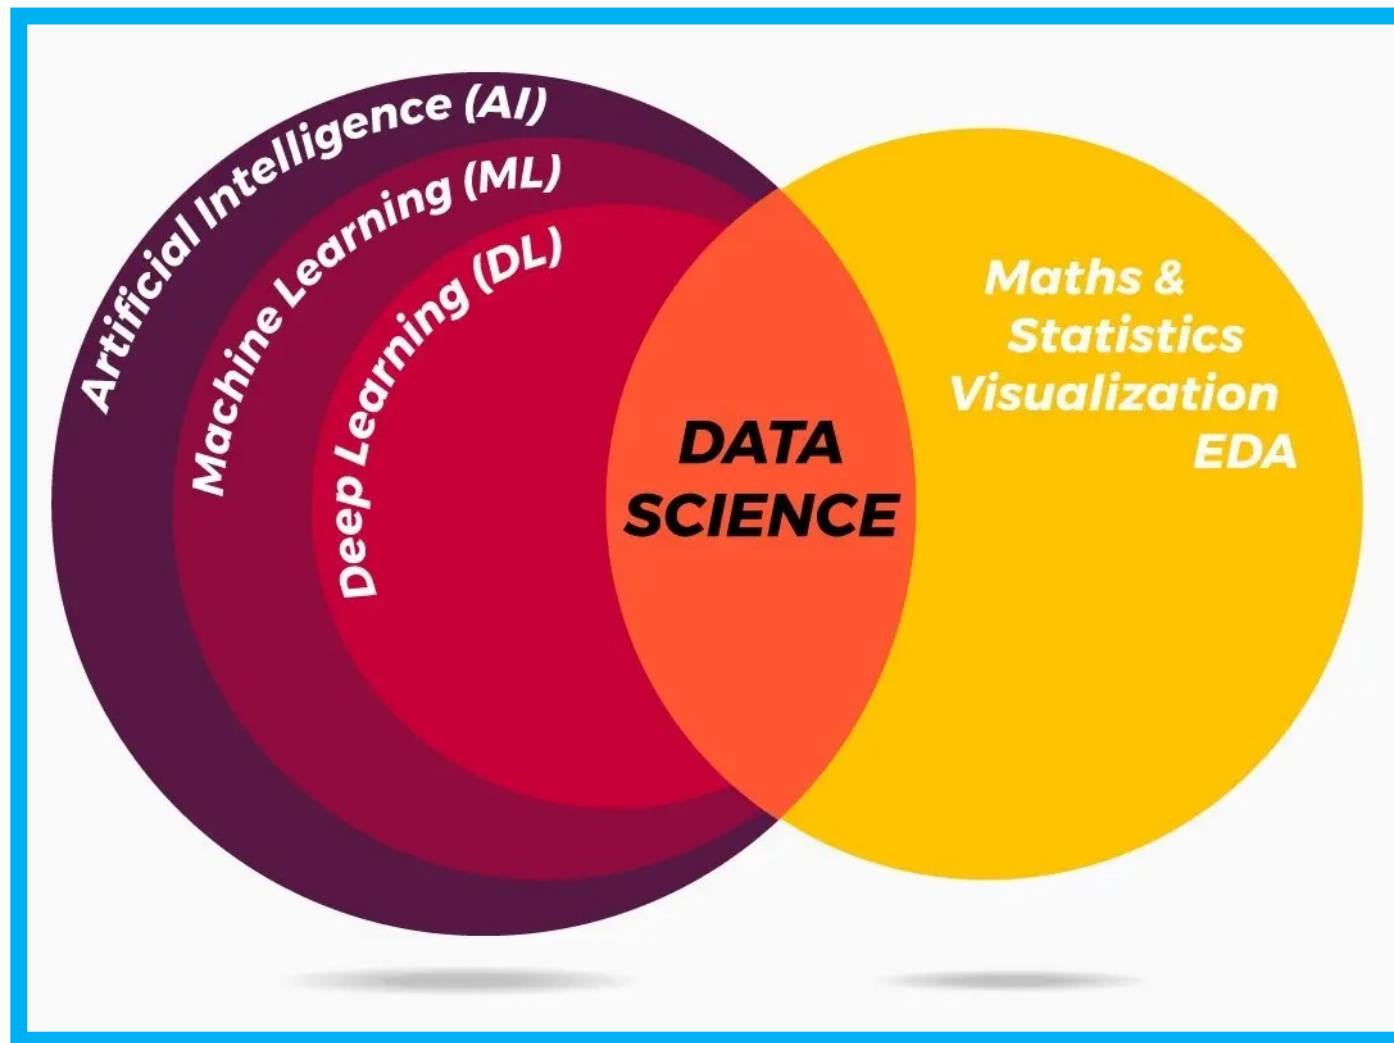 Artificial Intelligence (AI)
Machine Learning (ML)
Deep Learning (DL)
DATA
SCIENCE
Maths &
Statistics
Visualization
EDA